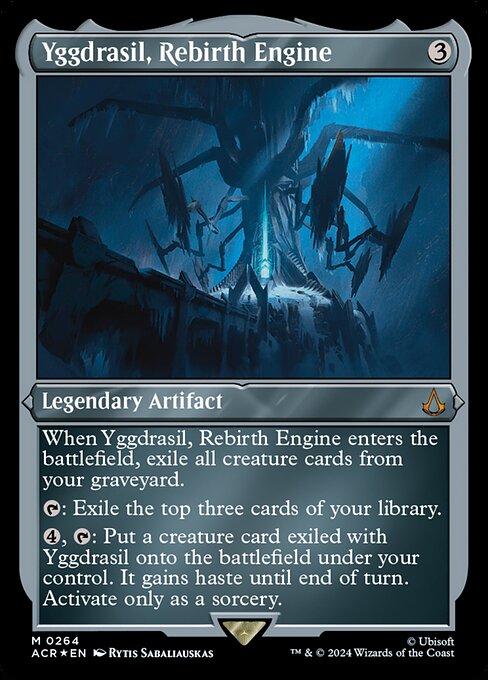 Yggdrasil, Rebirth Engine 3
Legendary Artifact
When Yggdrasil, Rebirth Engine enters the
battlefield, exile all creature cards from
your graveyard.
: Exile the top three cards of your library.
4, : Put a creature card exiled with
Yggdrasil onto the battlefield under your
control. It gains haste until end of turn.
Activate only as a sorcery.
M 0264
ACR★EN Rytis Sabaliauskas
© Ubisoft
™ & © 2024 Wizards of the Coast